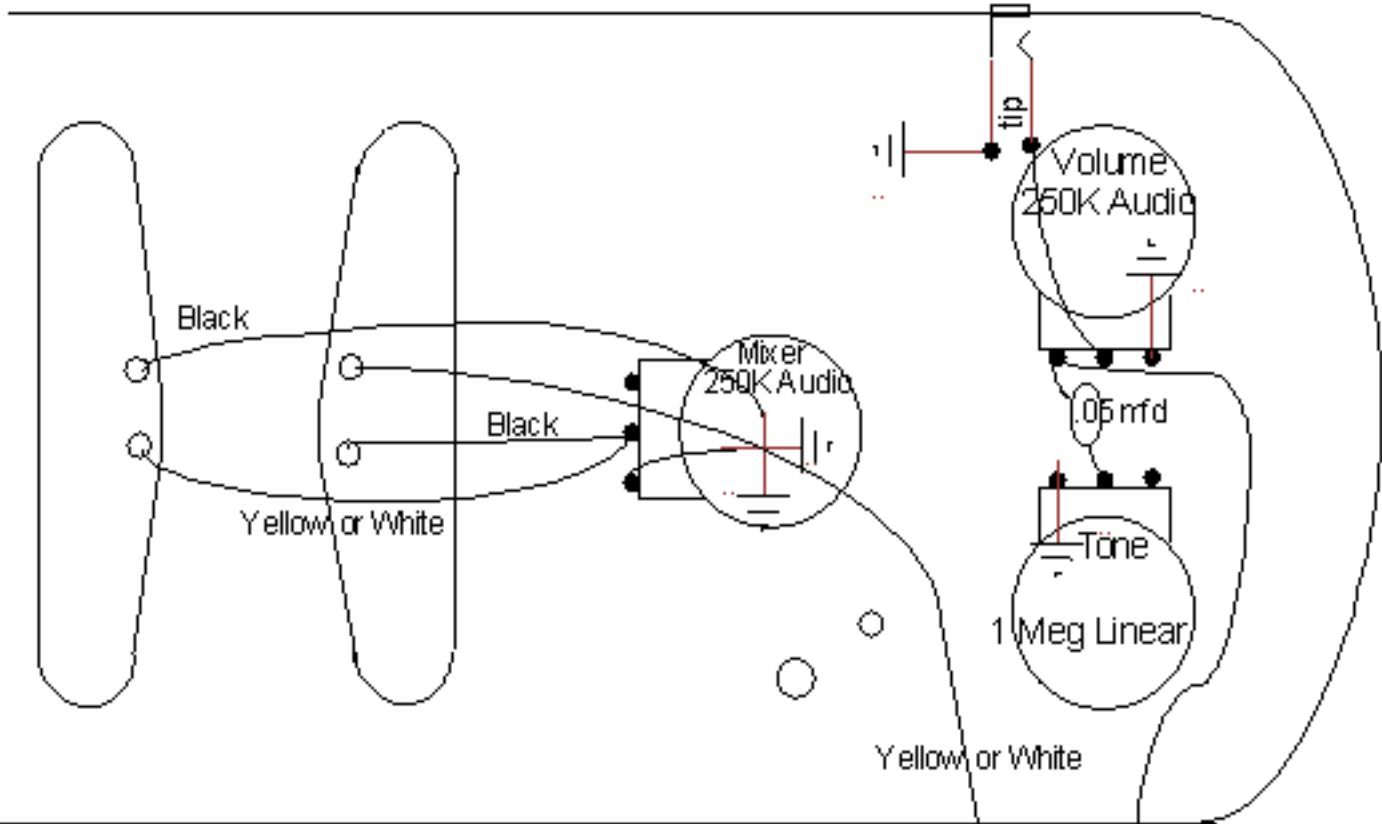 tip
Volume
250K Audio
Black
Mixer
250K Audio
Black
.05 mfd
Yellow or White
Tone
1 Meg Linear
Yellow or White